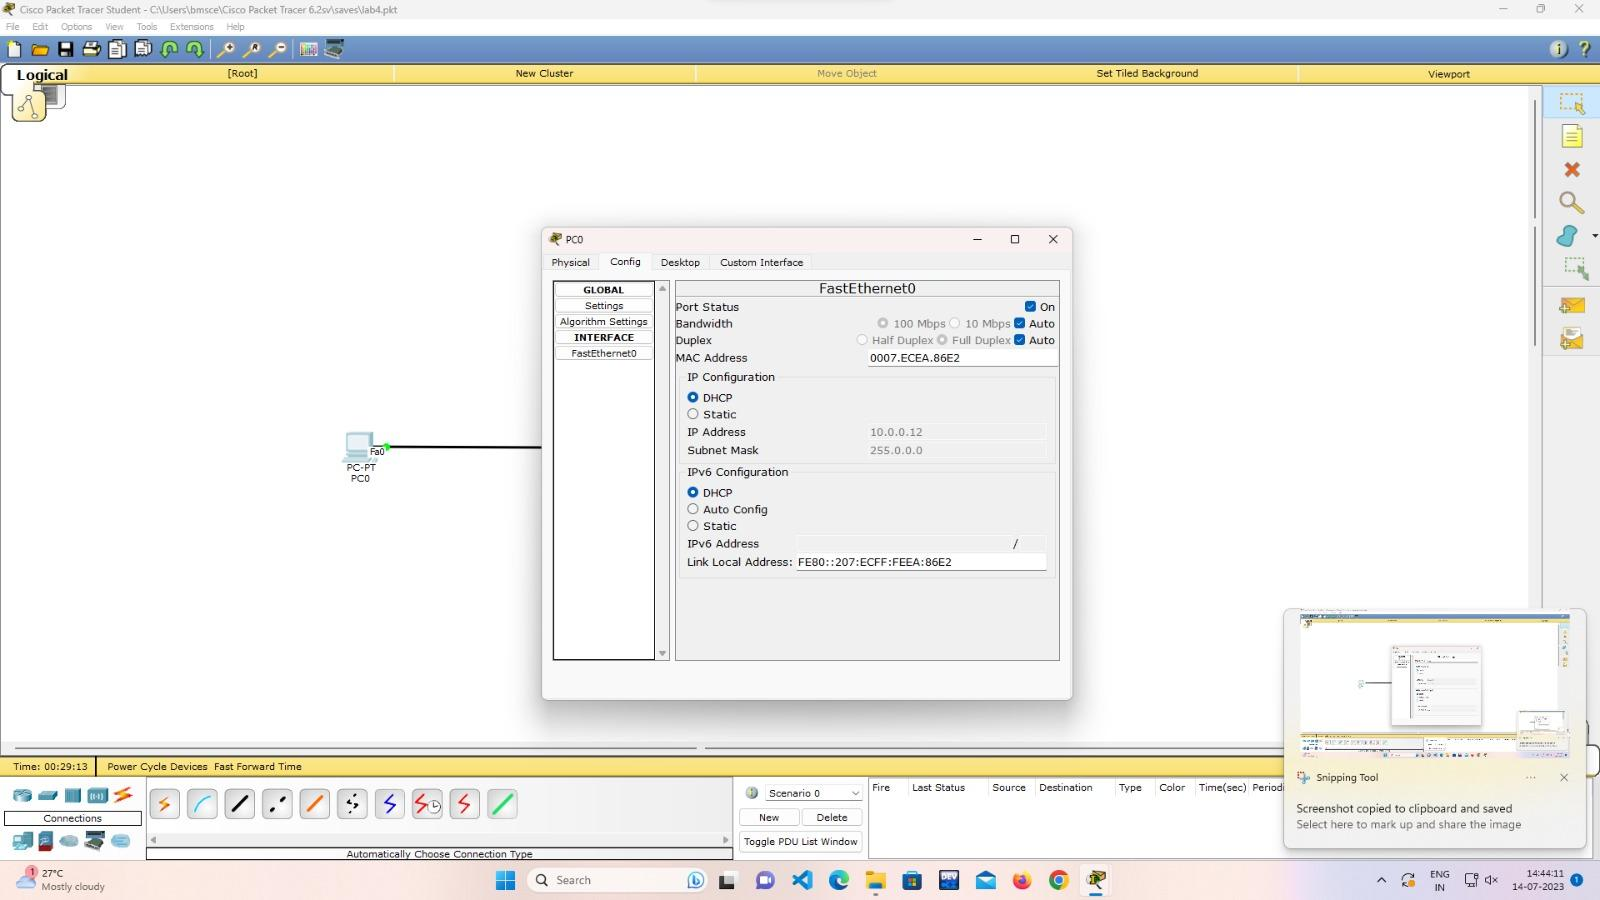 Cisco Packet Tracer Student - C:\Users\bmsce\Cisco Packet Tracer 6.2sv\saves\lab4.pkt
File Edit Options View Tools Extensions Help
Logical [Root] New Cluster Move Object Set Tiled Background Viewport
PC0
Physical Config Desktop Custom Interface
GLOBAL
Settings
Algorithm Settings
INTERFACE
FastEthernet0
FastEthernet0
Port Status On
Bandwidth 100 Mbps 10 Mbps Auto
Duplex Half Duplex Full Duplex Auto
MAC Address 0007.ECEA.86E2
IP Configuration
DHCP
Static
IP Address 10.0.0.12
Subnet Mask 255.0.0.0
IPv6 Configuration
DHCP
Auto Config
Static
IPv6 Address /
Link Local Address: FE80::207:ECFF:FEEA:86E2
Fa0
PC-PT
PC0
Snipping Tool
Screenshot copied to clipboard and saved
Select here to mark up and share the image
Time: 00:29:13 Power Cycle Devices Fast Forward Time
Connections
Automatically Choose Connection Type
Scenario 0
New Delete
Toggle PDU List Window
Fire Last Status Source Destination Type Color Time(sec) Periodi
1
27°C
Mostly cloudy
Search
DEV
ENG
IN
14:44:11
14-07-2023
1